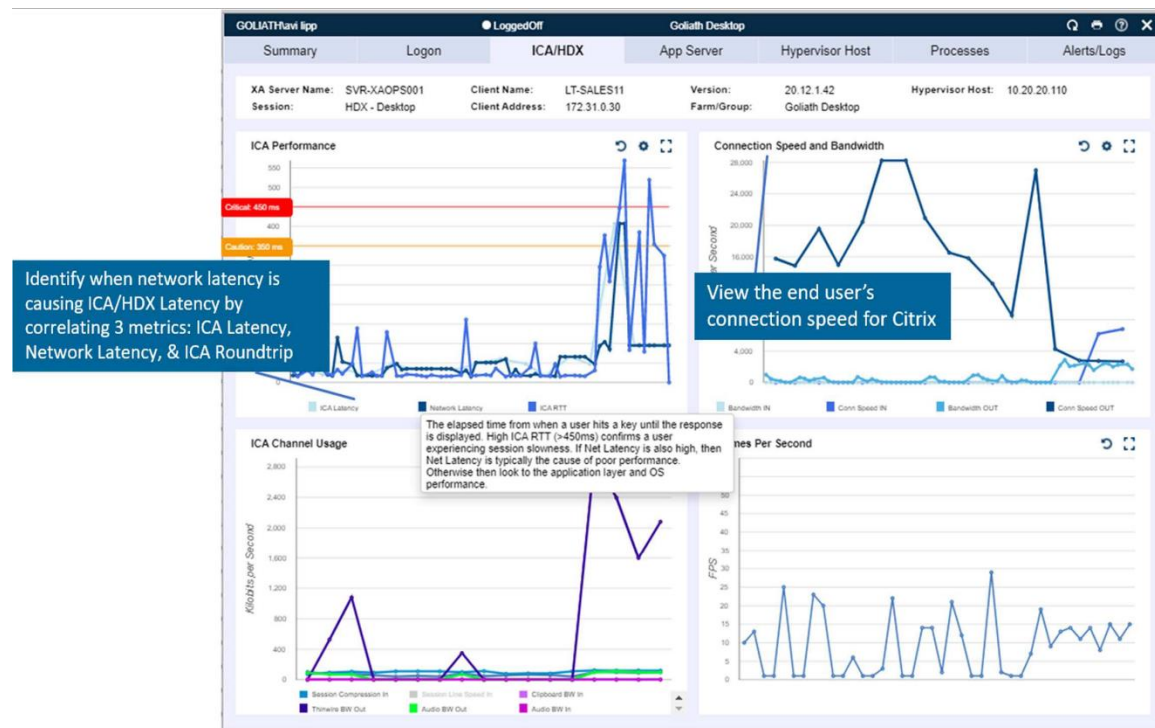 GOLIATH\avi lipp LoggedOff Goliath Desktop
Summary Logon ICA/HDX App Server Hypervisor Host Processes Alerts/Logs
XA Server Name: SVR-XAOPS001 Client Name: LT-SALES11 Version: 20.12.1.42 Hypervisor Host: 10.20.20.110
Session: HDX - Desktop Client Address: 172.31.0.30 Farm/Group: Goliath Desktop
ICA Performance
550
500
Critical: 450 ms
400
Caution: 350 ms
0
Identify when network latency is
causing ICA/HDX Latency by
correlating 3 metrics: ICA Latency,
Network Latency, & ICA Roundtrip
ICA Latency Network Latency ICA RTT
Connection Speed and Bandwidth
28,000
24,000
20,000
16,000
4,000
0
per Second
View the end user's
connection speed for Citrix
Bandwidth IN Conn Speed IN Bandwidth OUT Conn Speed OUT
The elapsed time from when a user hits a key until the response
is displayed. High ICA RTT (>450ms) confirms a user
experiencing session slowness. If Net Latency is also high, then
Net Latency is typically the cause of poor performance.
Otherwise then look to the application layer and OS
performance.
ICA Channel Usage
2,800
2,400
2,000
1,600
1,200
800
400
0
Kilobits per Second
Session Compression In Session Line Speed In Clipboard BW In
Thinwire BW Out Audio BW Out Audio BW In
mes Per Second
55
50
45
40
35
30
25
20
15
10
5
0
FPS